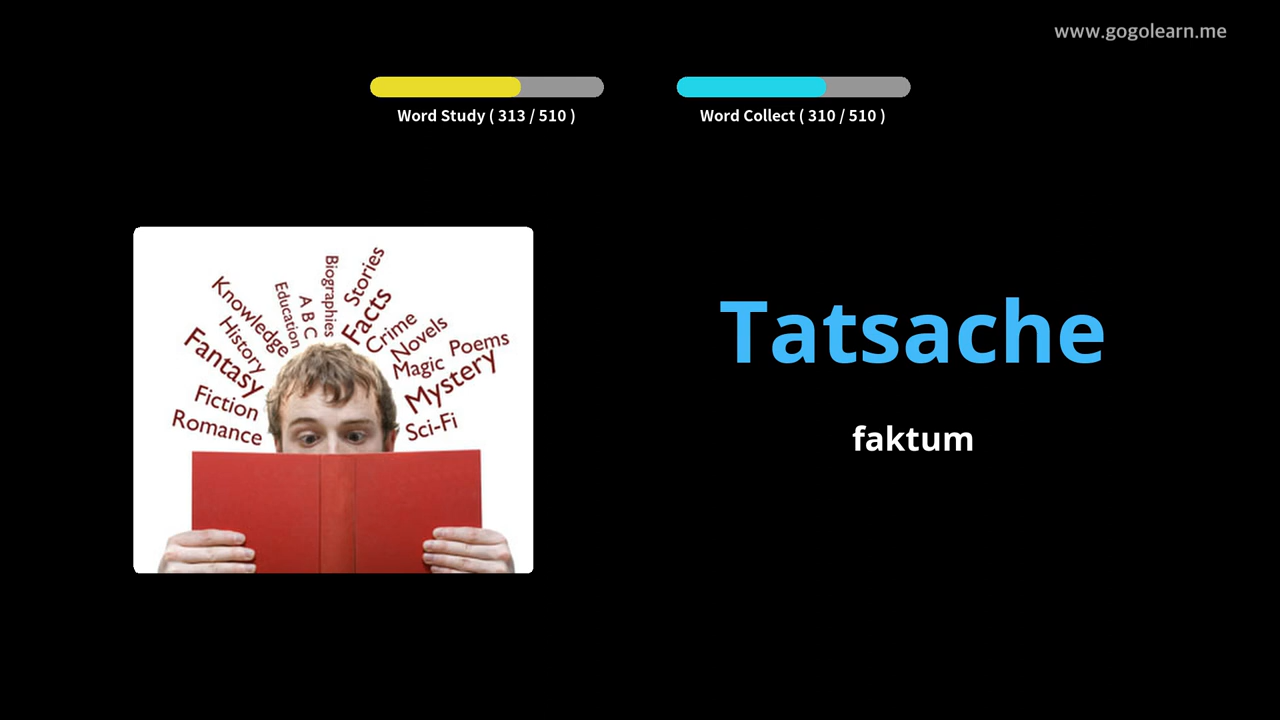 www.gogolearn.me
Word Study ( 313 / 510 )
Word Collect ( 310 / 510 )
Biographies
Stories
Knowledge
Education
A B C
Facts
History
Crime
Novels
Fantasy
Magic
Poems
Mystery
Fiction
Romance
Sci-Fi
Tatsache
faktum